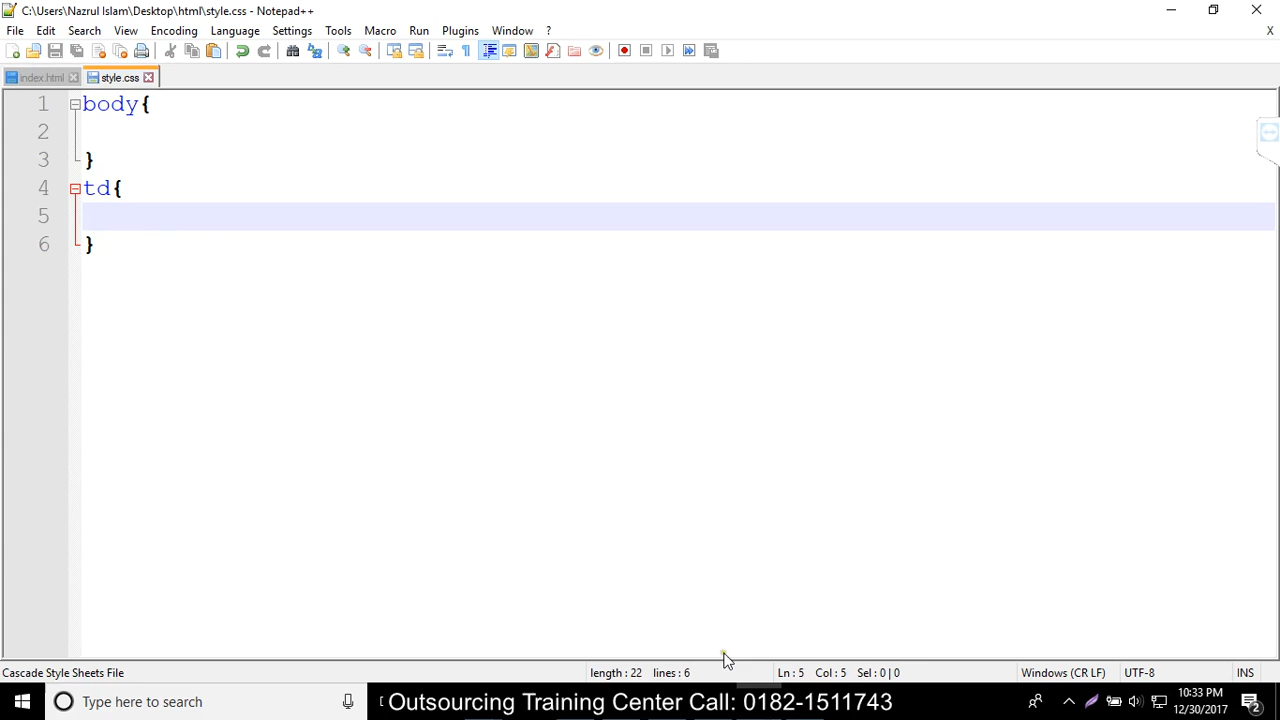 C:\Users\Nazrul Islam\Desktop\html\style.css - Notepad++
File Edit Search View Encoding Language Settings Tools Macro Run Plugins Window ? X
index.html style.css
1 body{
2
3 }
4 td{
5
6 }
Cascade Style Sheets File length : 22 lines : 6 Ln : 5 Col : 5 Sel : 0 | 0 Windows (CR LF) UTF-8 INS
Type here to search
Outsourcing Training Center Call: 0182-1511743
10:33 PM
12/30/2017
2